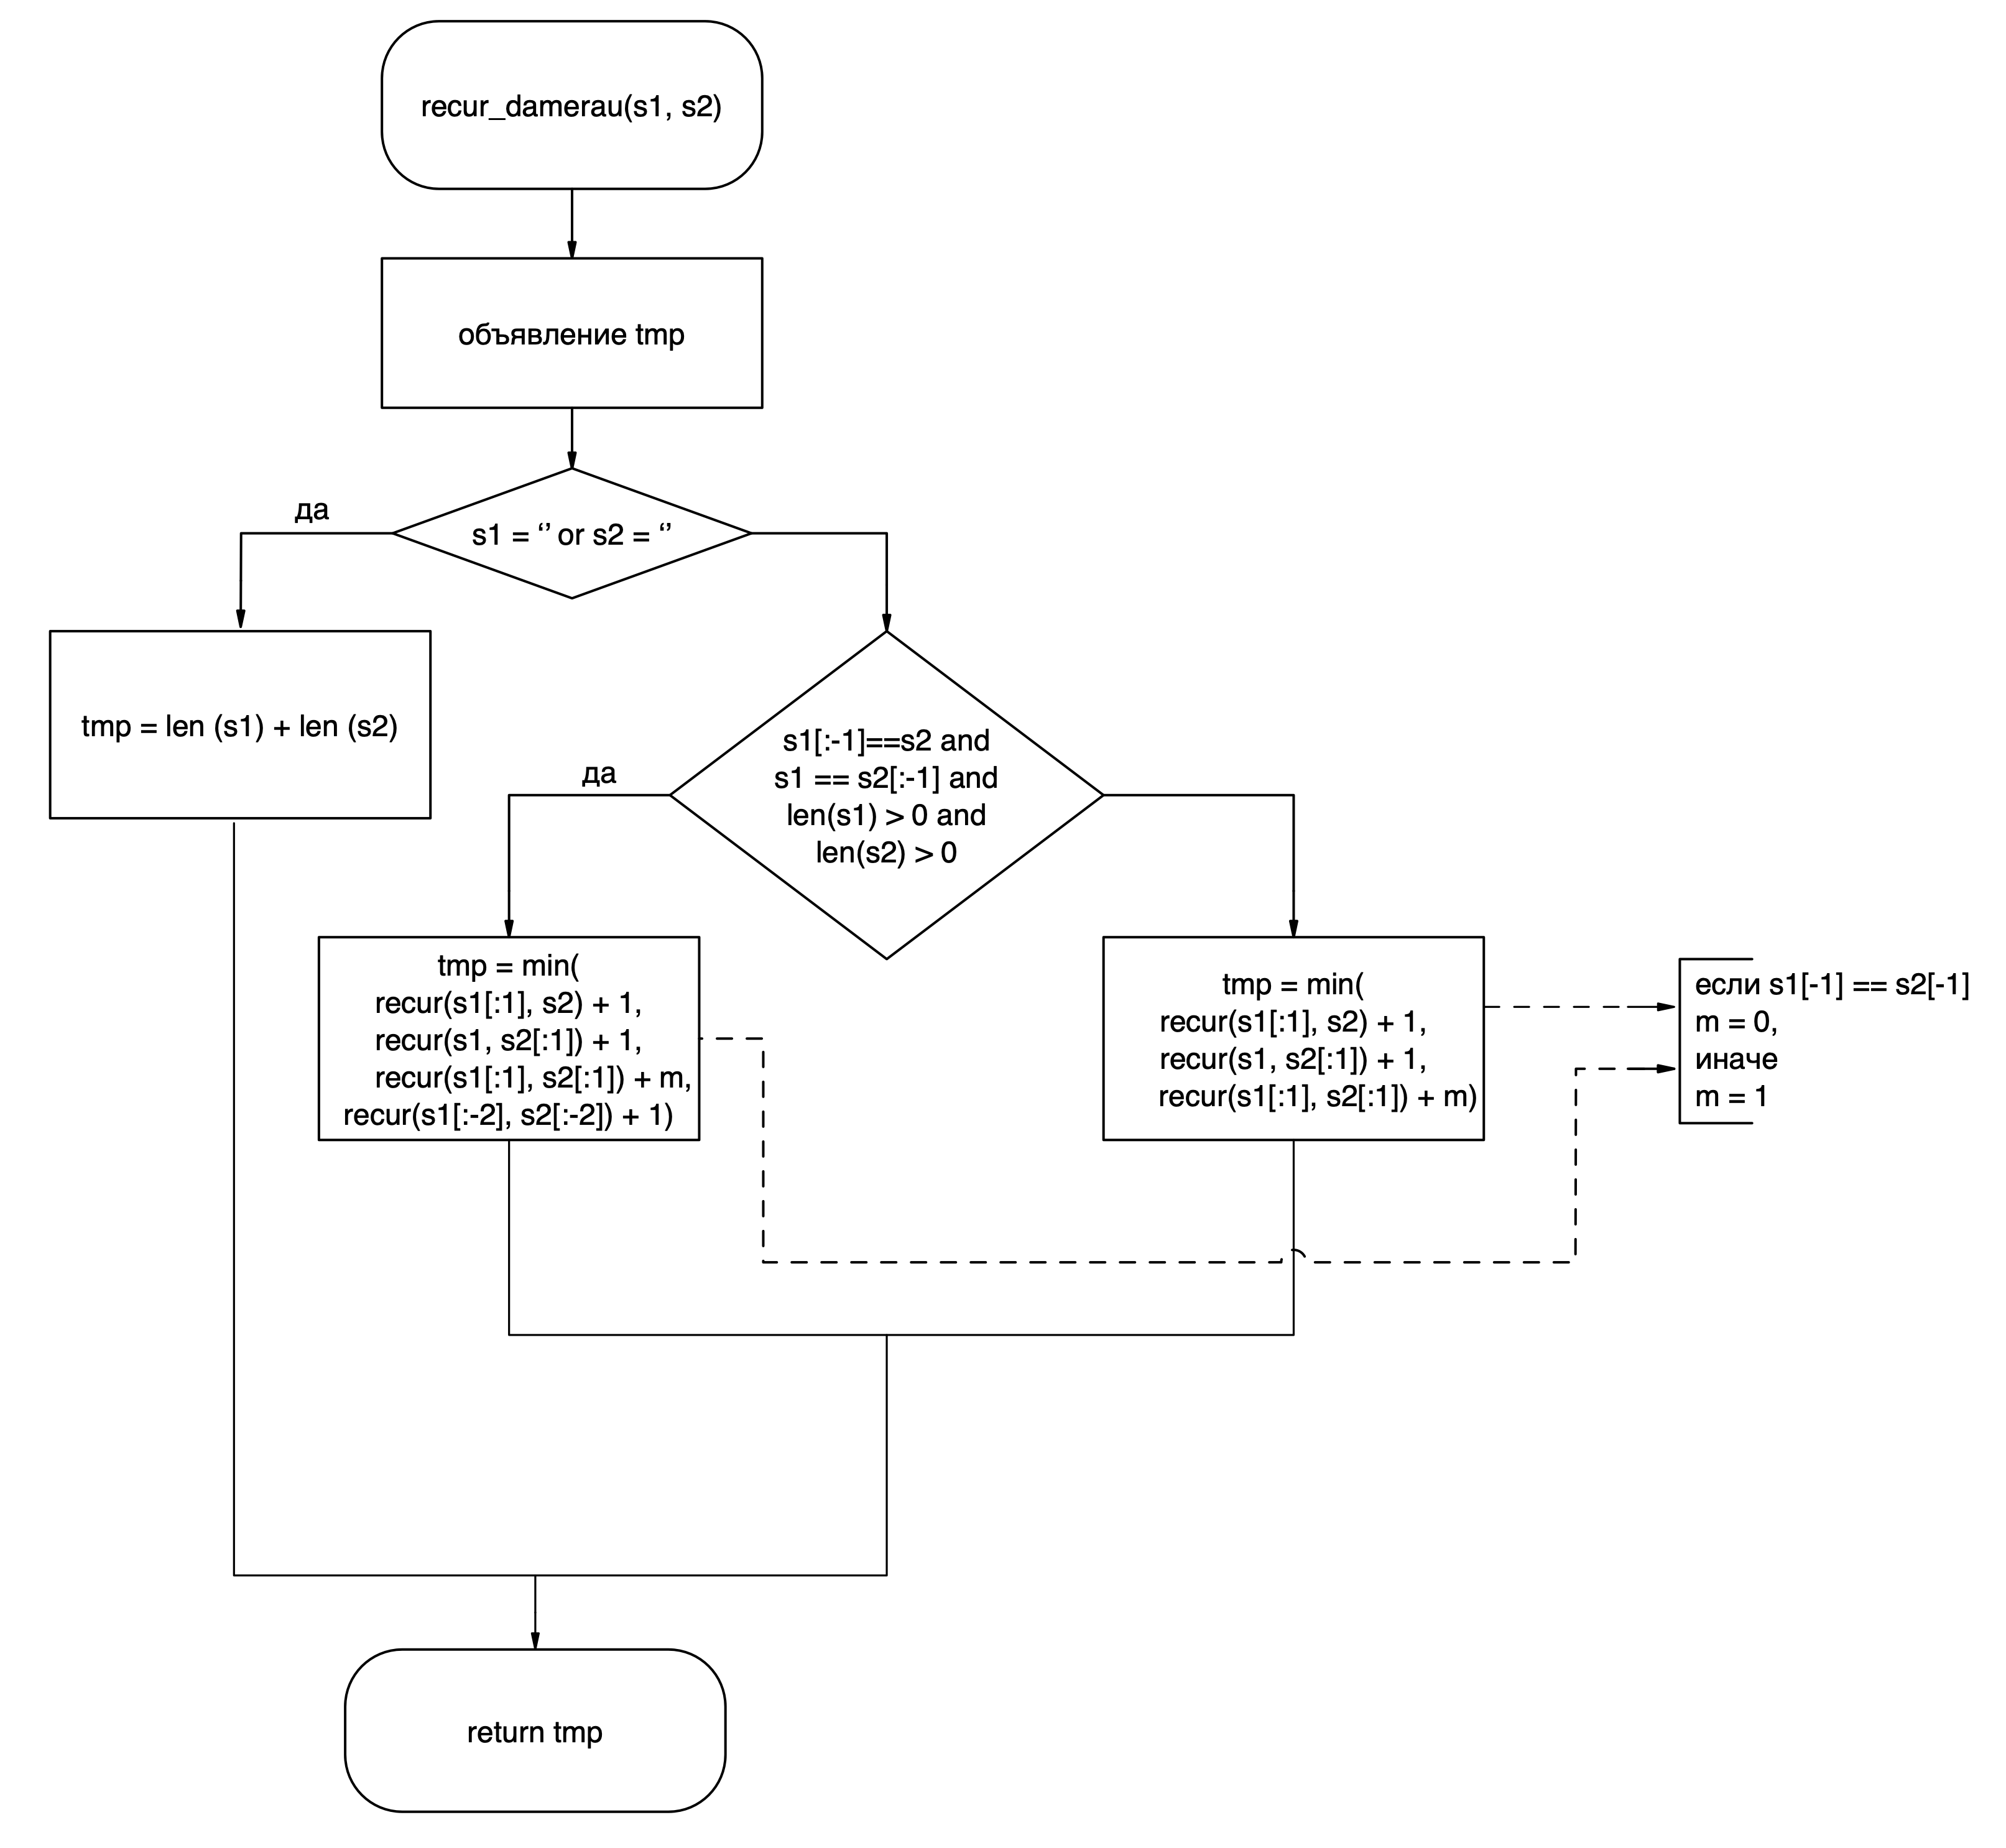 recur_damerau(s1, s2)
объявление tmp
да
s1 = ‘’ or s2 = ‘’
tmp = len (s1) + len (s2)
да
s1[:-1]==s2 and
s1 == s2[:-1] and
len(s1) > 0 and
len(s2) > 0
tmp = min(
recur(s1[:1], s2) + 1,
recur(s1, s2[:1]) + 1,
recur(s1[:1], s2[:1]) + m,
recur(s1[:-2], s2[:-2]) + 1)
tmp = min(
recur(s1[:1], s2) + 1,
recur(s1, s2[:1]) + 1,
recur(s1[:1], s2[:1]) + m)
если s1[-1] == s2[-1]
m = 0,
иначе
m = 1
return tmp